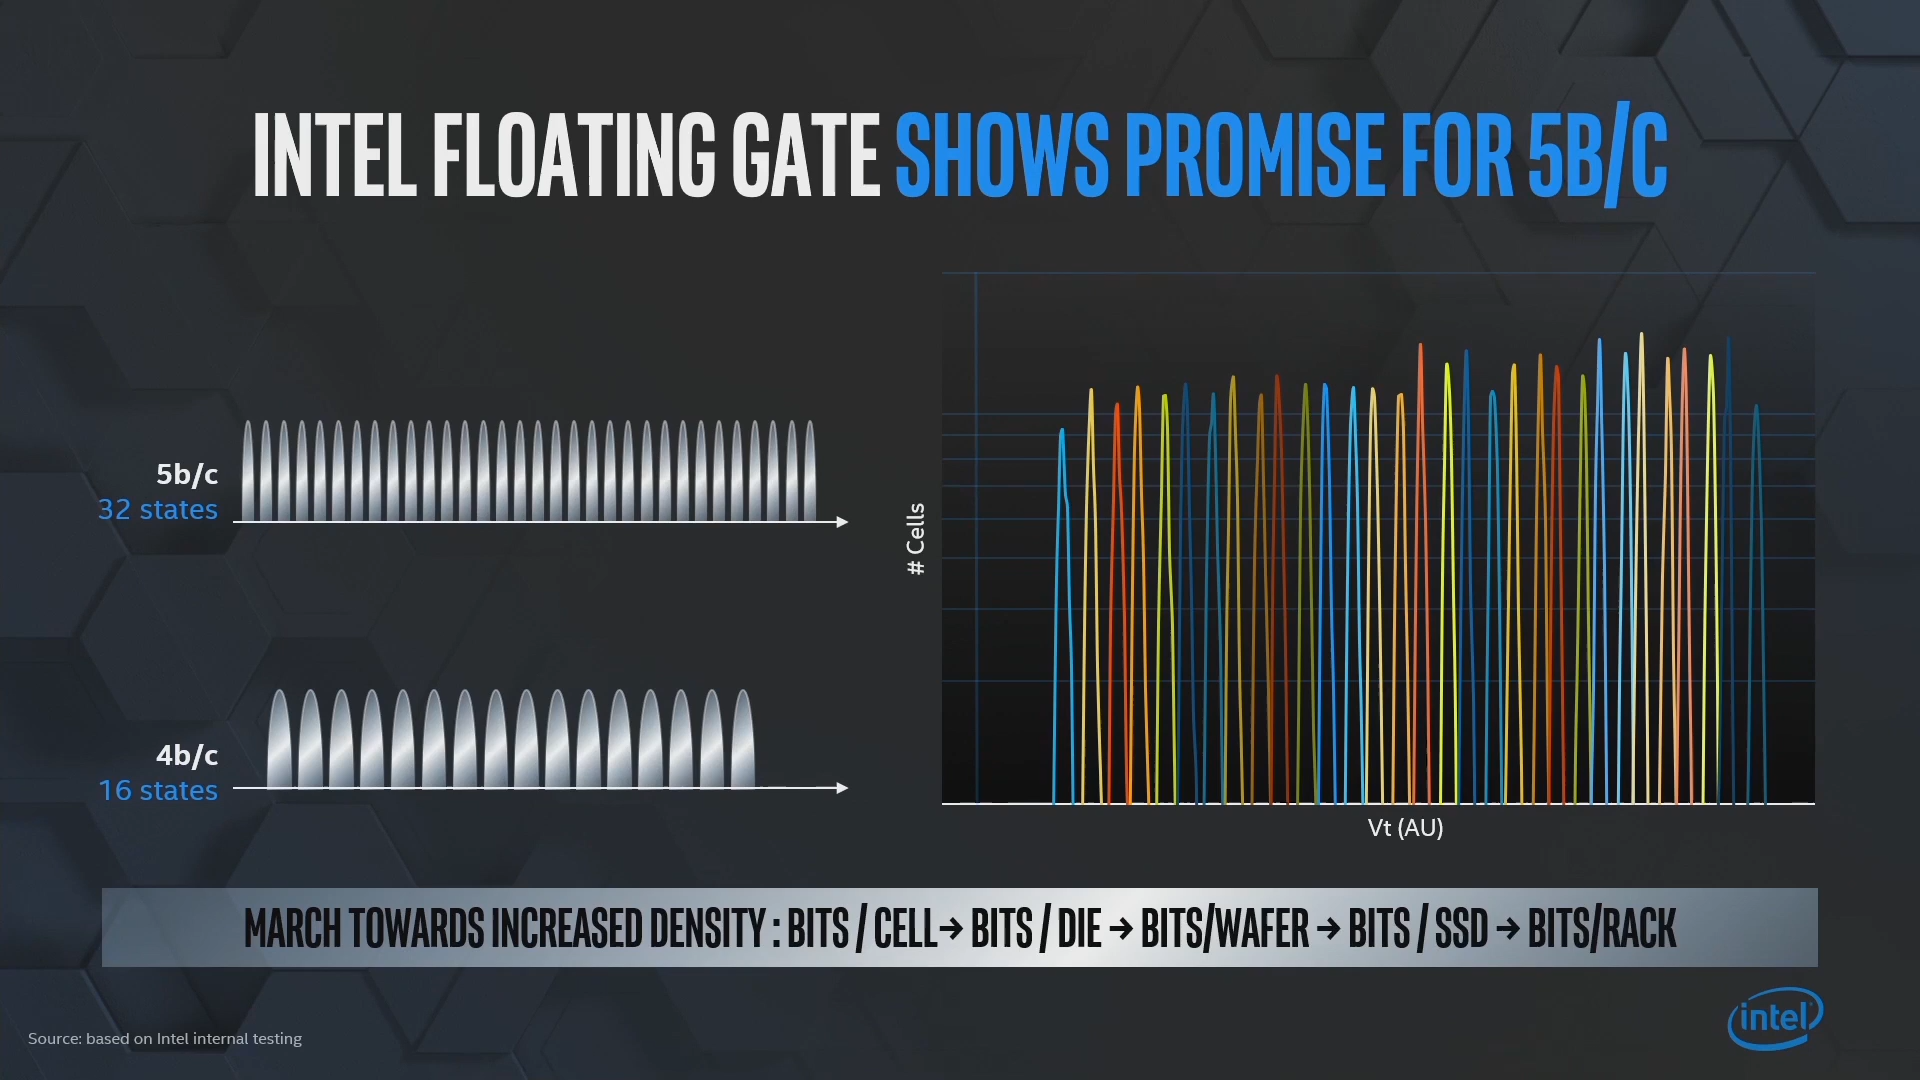 INTEL FLOATING GATE SHOWS PROMISE FOR 5B/C
5b/c
32 states
4b/c
16 states
# Cells
Vt (AU)
MARCH TOWARDS INCREASED DENSITY : BITS / CELL→ BITS / DIE → BITS/WAFER → BITS / SSD → BITS/RACK
intel
Source: based on Intel internal testing